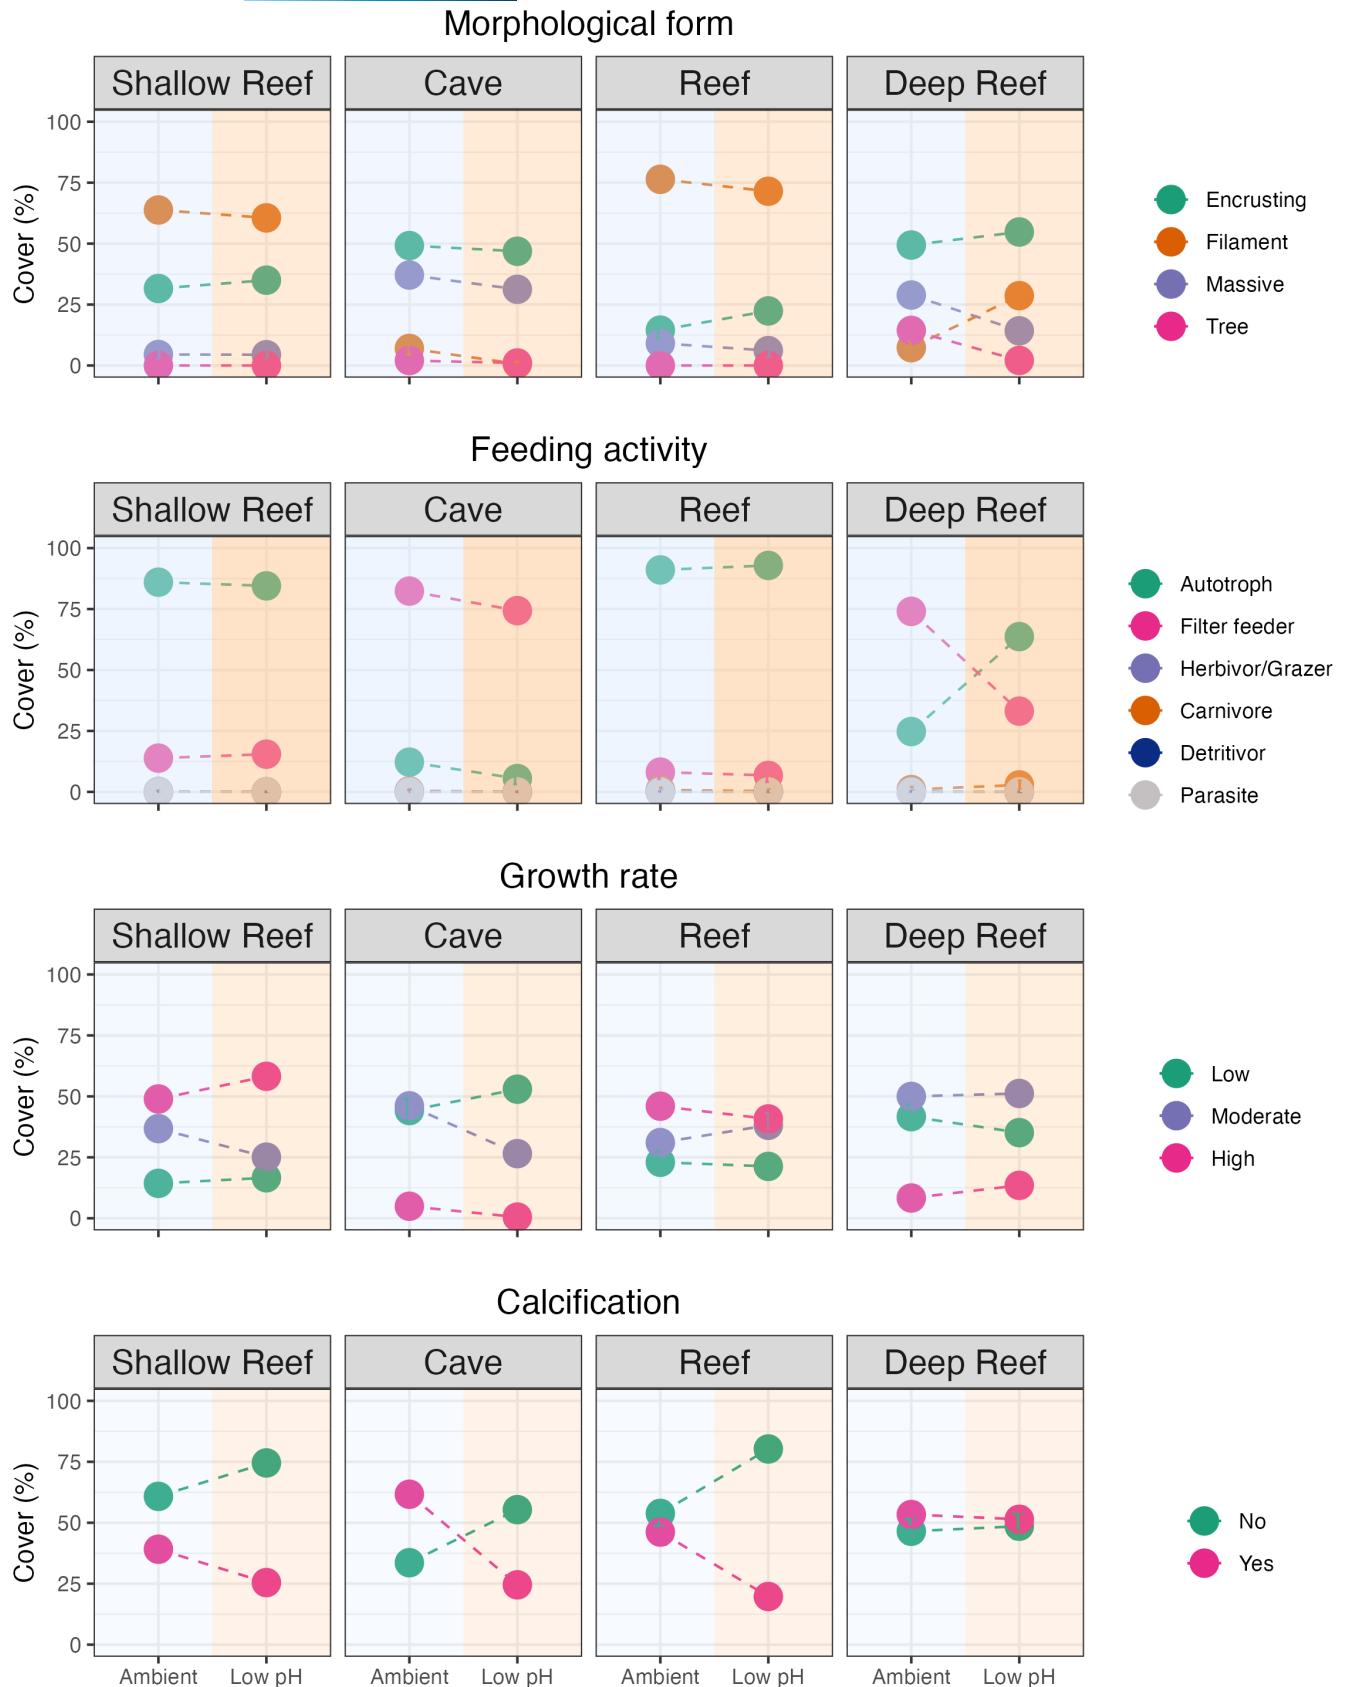 Morphological form
Shallow Reef Cave Reef Deep Reef
100
75
50
25
0
Cover (%)
Encrusting
Filament
Massive
Tree
Feeding activity
Shallow Reef Cave Reef Deep Reef
100
75
50
25
0
Cover (%)
Autotroph
Filter feeder
Herbivor/Grazer
Carnivore
Detritivor
Parasite
Growth rate
Shallow Reef Cave Reef Deep Reef
100
75
50
25
0
Cover (%)
Low
Moderate
High
Calcification
Shallow Reef Cave Reef Deep Reef
100
75
50
25
0
Cover (%)
No
Yes
Ambient Low pH Ambient Low pH Ambient Low pH Ambient Low pH